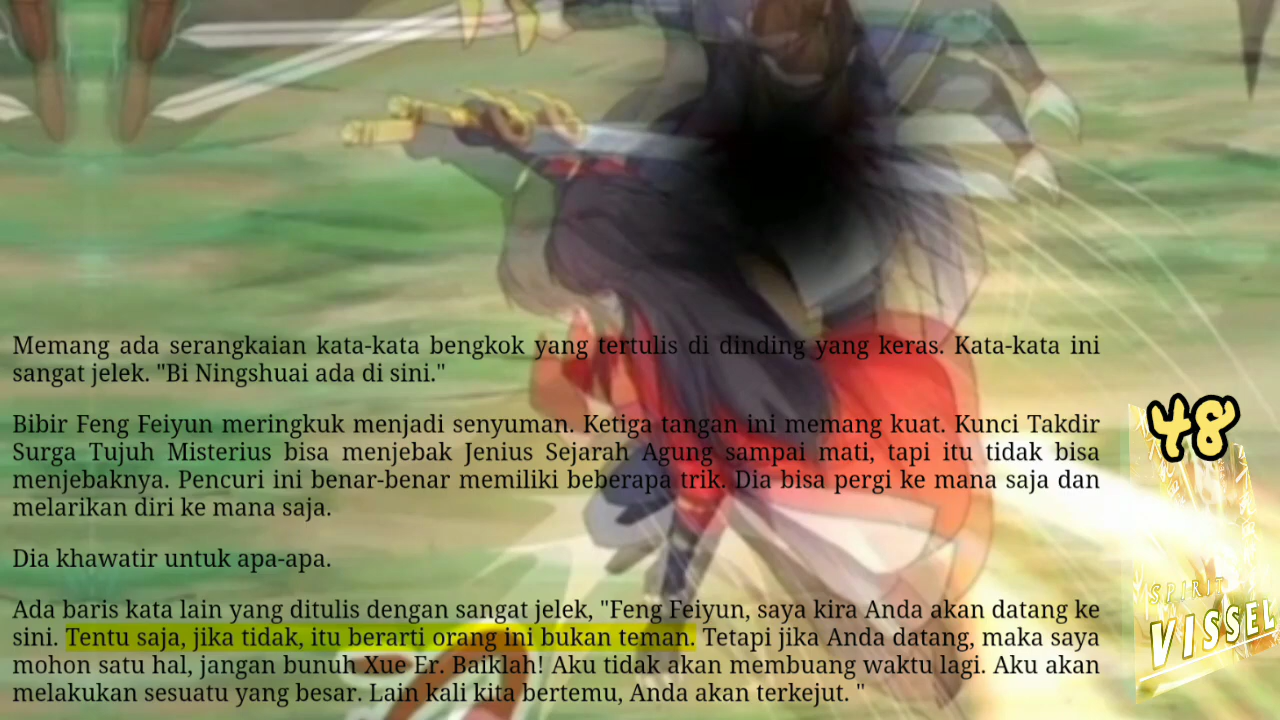 Memang ada serangkaian kata-kata bengkok yang tertulis di dinding yang keras. Kata-kata ini
sangat jelek. "Bi Ningshuai ada di sini."
Bibir Feng Feiyun meringkuk menjadi senyuman. Ketiga tangan ini memang kuat. Kunci Takdir
Surga Tujuh Misterius bisa menjebak Jenius Sejarah Agung sampai mati, tapi itu tidak bisa
menjebaknya. Pencuri ini benar-benar memiliki beberapa trik. Dia bisa pergi ke mana saja dan
melarikan diri ke mana saja.
Dia khawatir untuk apa-apa.
Ada baris kata lain yang ditulis dengan sangat jelek, "Feng Feiyun, saya kira Anda akan datang ke
sini. Tentu saja, jika tidak, itu berarti orang ini bukan teman. Tetapi jika Anda datang, maka saya
mohon satu hal, jangan bunuh Xue Er. Baiklah! Aku tidak akan membuang waktu lagi. Aku akan
melakukan sesuatu yang besar. Lain kali kita bertemu, Anda akan terkejut. "
48
SPIRIT
VISSEL